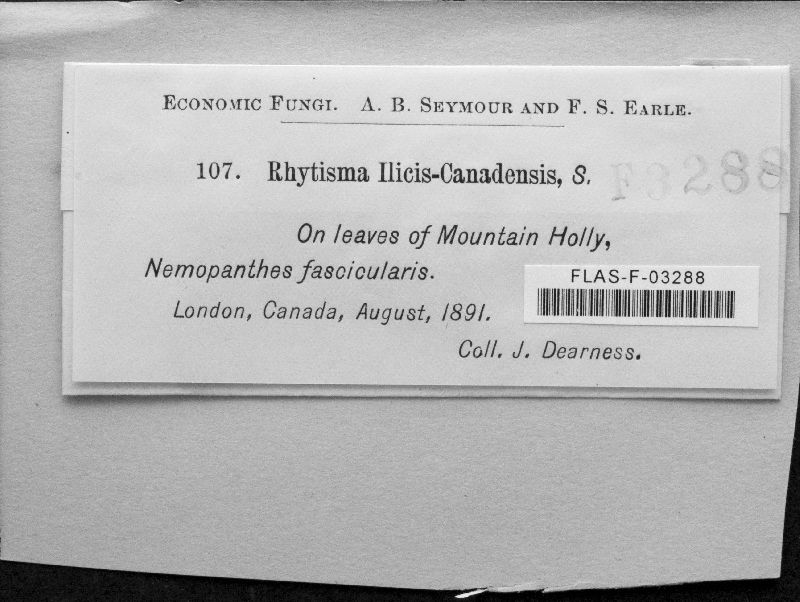 ECONOMIC FUNGI. A. B. SEYMOUR AND F. S. EARLE.
107. Rhytisma Ilicis-Canadensis, S.
F3288
On leaves of Mountain Holly,
Nemopanthes fascicularis.
FLAS-F-03288
London, Canada, August, 1891.
Coll. J. Dearness.